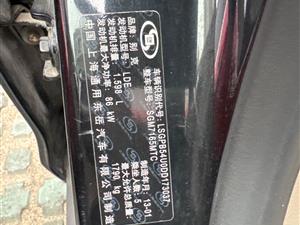 品牌:别克
发动机型号:LDE
发动机排量:1.598 L
发动机最大净功率:86 kW
车辆识别代号:LSGPB54U0DD173037
整车型号:SGM7165MTC
制造年月:13-01
乘坐人数:5
最大允许总质量:1790 kg
中国 上海通用东岳汽车有限公司制造